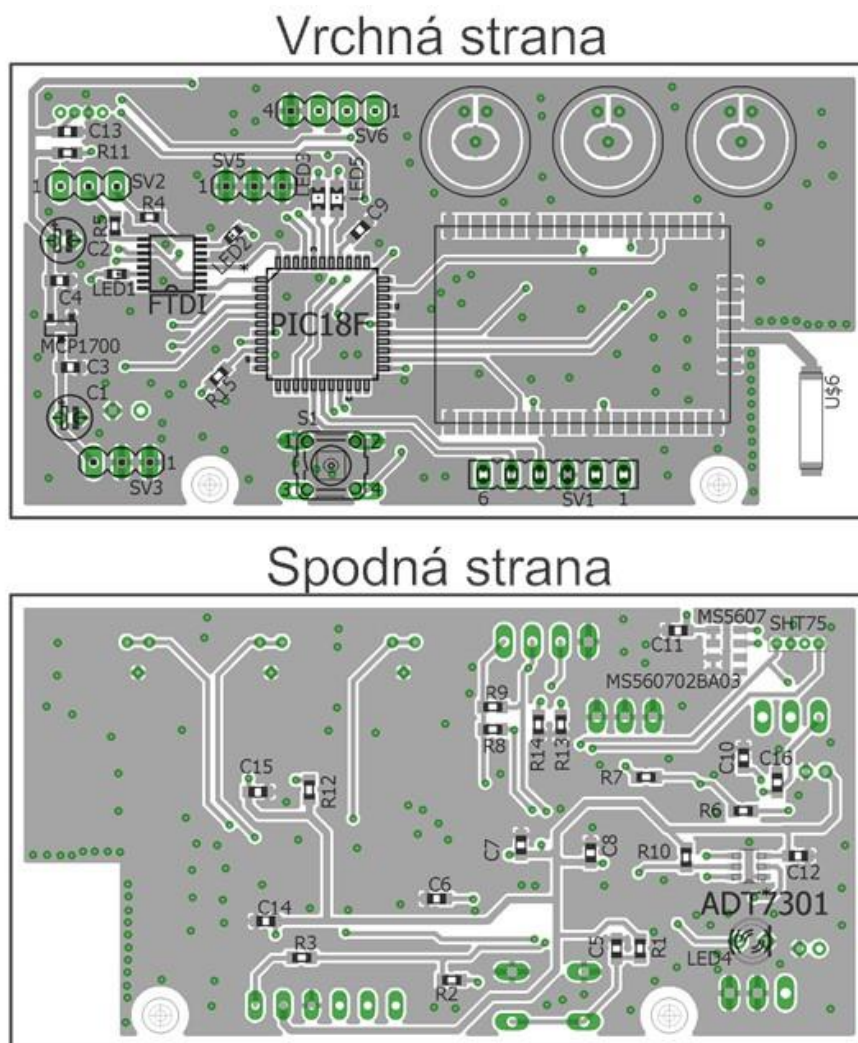 Vrchná strana
4
1
SV6
C13
R11
SV5
LED3
LED5
1
SV2
1
R4
R5
C9
C2
LED2
LED1
FTDI
C4
PIC18F
MCP1700
C3
R15
C1
U$6
S1
1
2
SV3
1
3
4
6
SV1
1
Spodná strana
MS5607
SHT75
C11
MS560702BA03
R9
R8
R14
R13
C10
C16
R7
C15
R12
R6
C7
C8
R10
C12
C6
ADT7301
C14
R3
C5
R1
LED4
R2